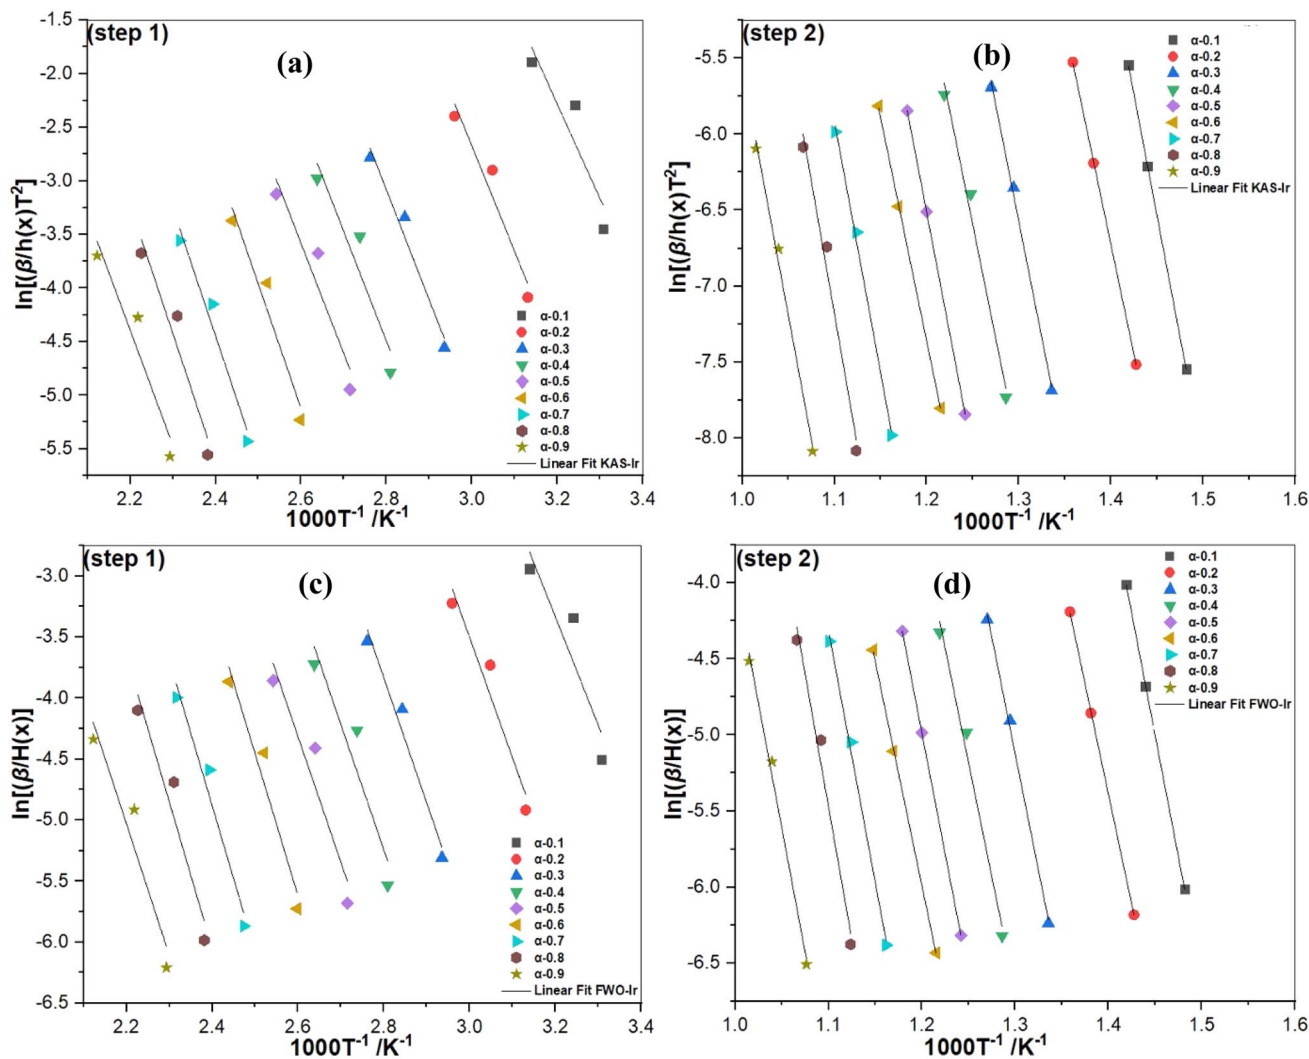 (step 1)
(a)
-1.5
-2.0
-2.5
-3.0
-3.5
-4.0
-4.5
-5.0
-5.5
ln[(β/h(x)T²]
α-0.1
α-0.2
α-0.3
α-0.4
α-0.5
α-0.6
α-0.7
α-0.8
α-0.9
Linear Fit KAS-Ir
2.2 2.4 2.6 2.8 3.0 3.2 3.4
1000T⁻¹ /K⁻¹
(step 2)
(b)
-5.5
-6.0
-6.5
-7.0
-7.5
-8.0
ln[(β/h(x)T²]
α-0.1
α-0.2
α-0.3
α-0.4
α-0.5
α-0.6
α-0.7
α-0.8
α-0.9
Linear Fit KAS-Ir
1.0 1.1 1.2 1.3 1.4 1.5 1.6
1000T⁻¹ /K⁻¹
(step 1)
(c)
-3.0
-3.5
-4.0
-4.5
-5.0
-5.5
-6.0
-6.5
ln[(β/H(x)]
α-0.1
α-0.2
α-0.3
α-0.4
α-0.5
α-0.6
α-0.7
α-0.8
α-0.9
Linear Fit FWO-Ir
2.2 2.4 2.6 2.8 3.0 3.2 3.4
1000T⁻¹ /K⁻¹
(step 2)
(d)
-4.0
-4.5
-5.0
-5.5
-6.0
-6.5
ln[(β/H(x)]
α-0.1
α-0.2
α-0.3
α-0.4
α-0.5
α-0.6
α-0.7
α-0.8
α-0.9
Linear Fit FWO-Ir
1.0 1.1 1.2 1.3 1.4 1.5 1.6
1000T⁻¹ /K⁻¹